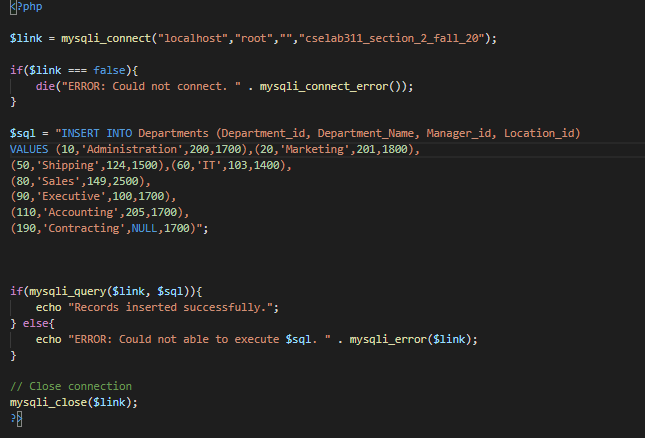 <?php
$link = mysqli_connect("localhost","root","","cselab311_section_2_fall_20");
if($link === false){
die("ERROR: Could not connect. " . mysqli_connect_error());
}
$sql = "INSERT INTO Departments (Department_id, Department_Name, Manager_id, Location_id)
VALUES (10,'Administration',200,1700),(20,'Marketing',201,1800),
(50,'Shipping',124,1500),(60,'IT',103,1400),
(80,'Sales',149,2500),
(90,'Executive',100,1700),
(110,'Accounting',205,1700),
(190,'Contracting',NULL,1700)";
if(mysqli_query($link, $sql)){
echo "Records inserted successfully.";
} else{
echo "ERROR: Could not able to execute $sql. " . mysqli_error($link);
}
// Close connection
mysqli_close($link);
?>